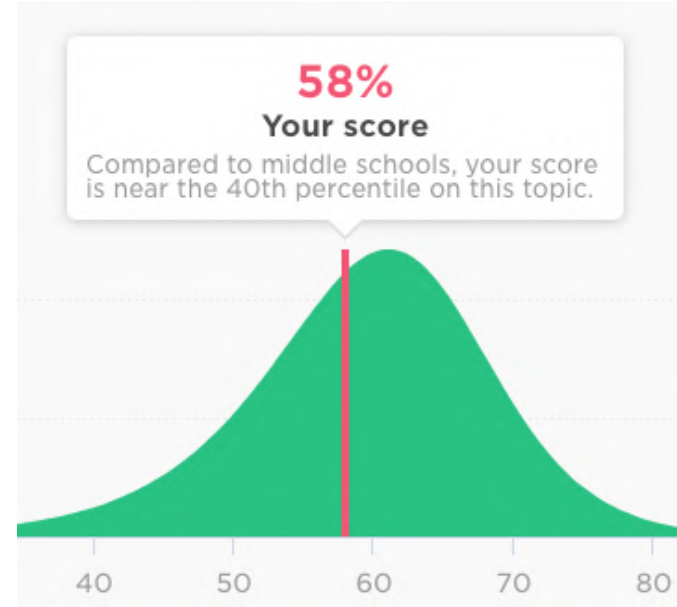 58%
Your score
Compared to middle schools, your score
is near the 40th percentile on this topic.
40 50 60 70 80